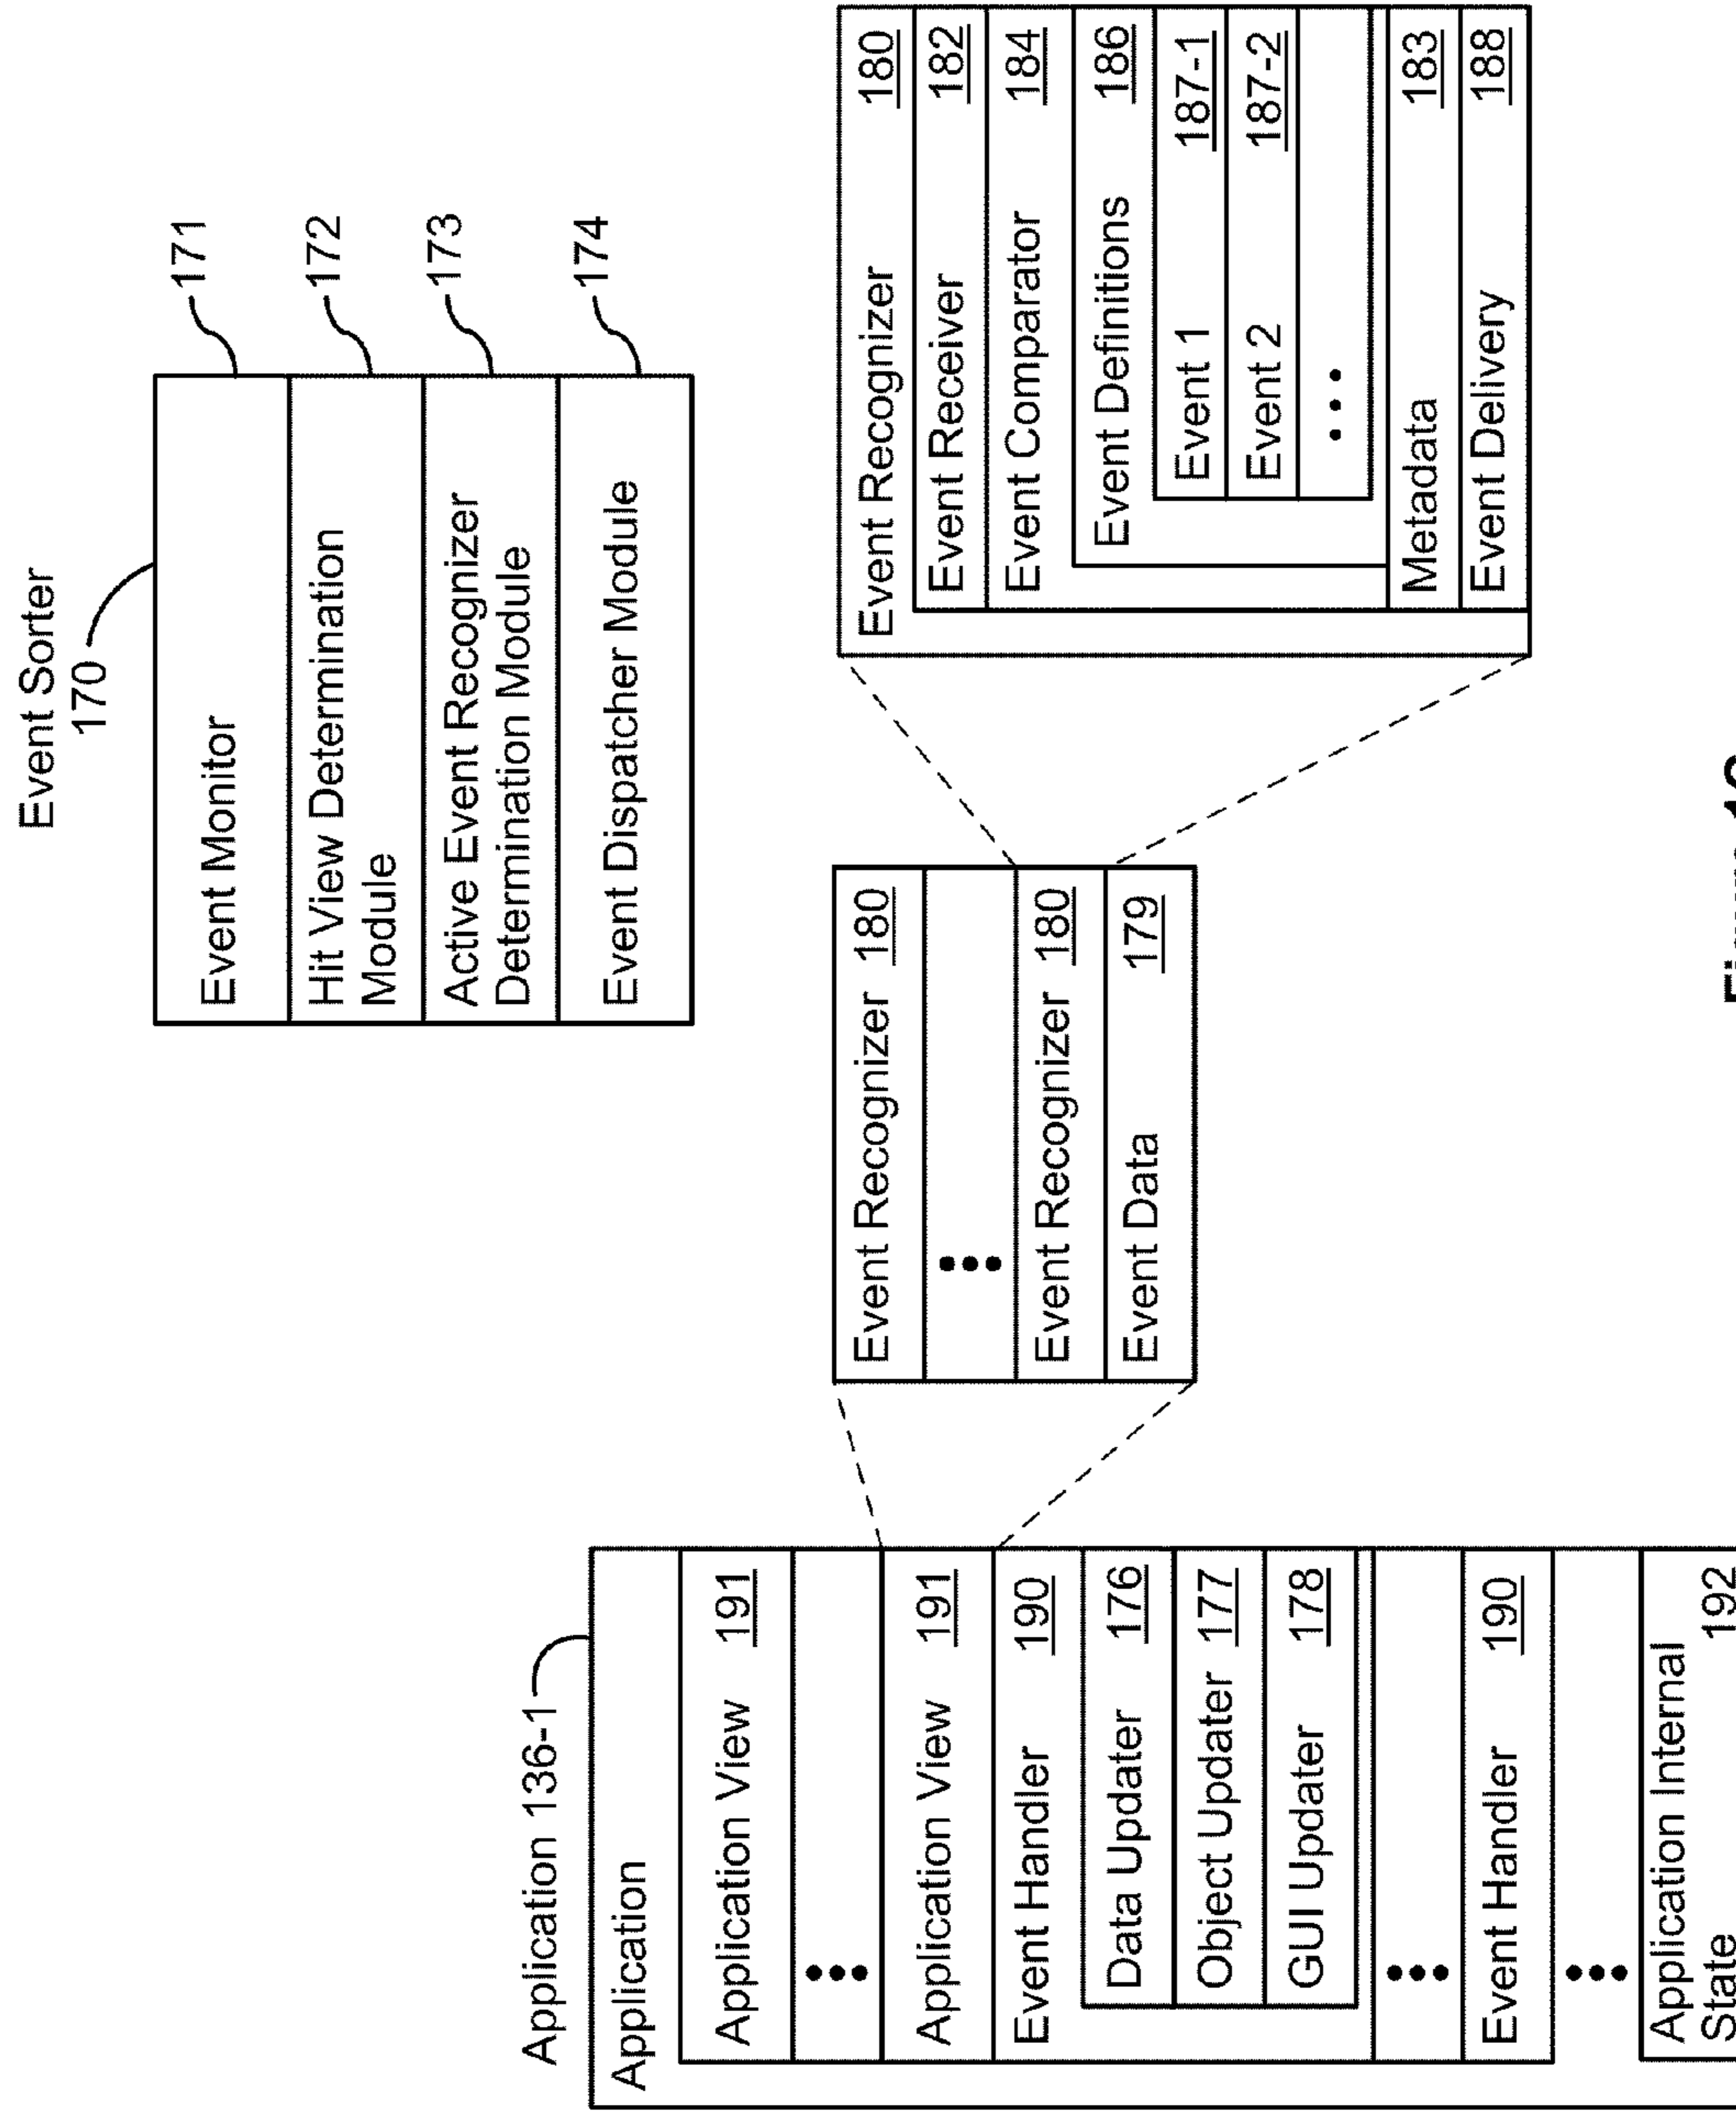 Event Sorter
170
Event Monitor
171
Hit View Determination
Module
172
Active Event Recognizer
Determination Module
173
Event Dispatcher Module
174
Application 136-1
Application
Application View 191
Application View 191
Event Handler 190
Data Updater 176
Object Updater 177
GUI Updater 178
Event Handler 190
Application Internal
State 192
Event Recognizer 180
Event Recognizer 180
Event Data 179
Event Recognizer 180
Event Receiver 182
Event Comparator 184
Event Definitions 186
Event 1 187-1
Event 2 187-2
Metadata 183
Event Delivery 188
Figure